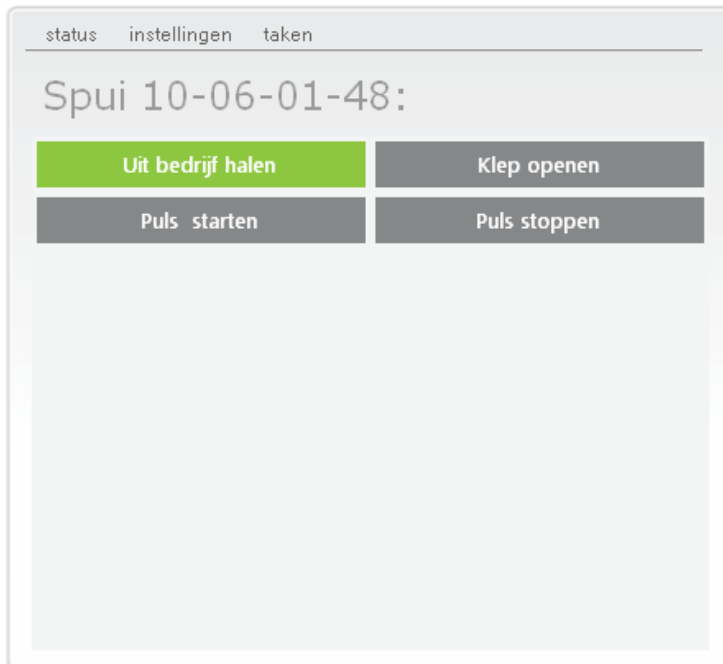 status instellingen taken
Spui 10-06-01-48:
Uit bedrijf halen Klep openen
Puls starten Puls stoppen